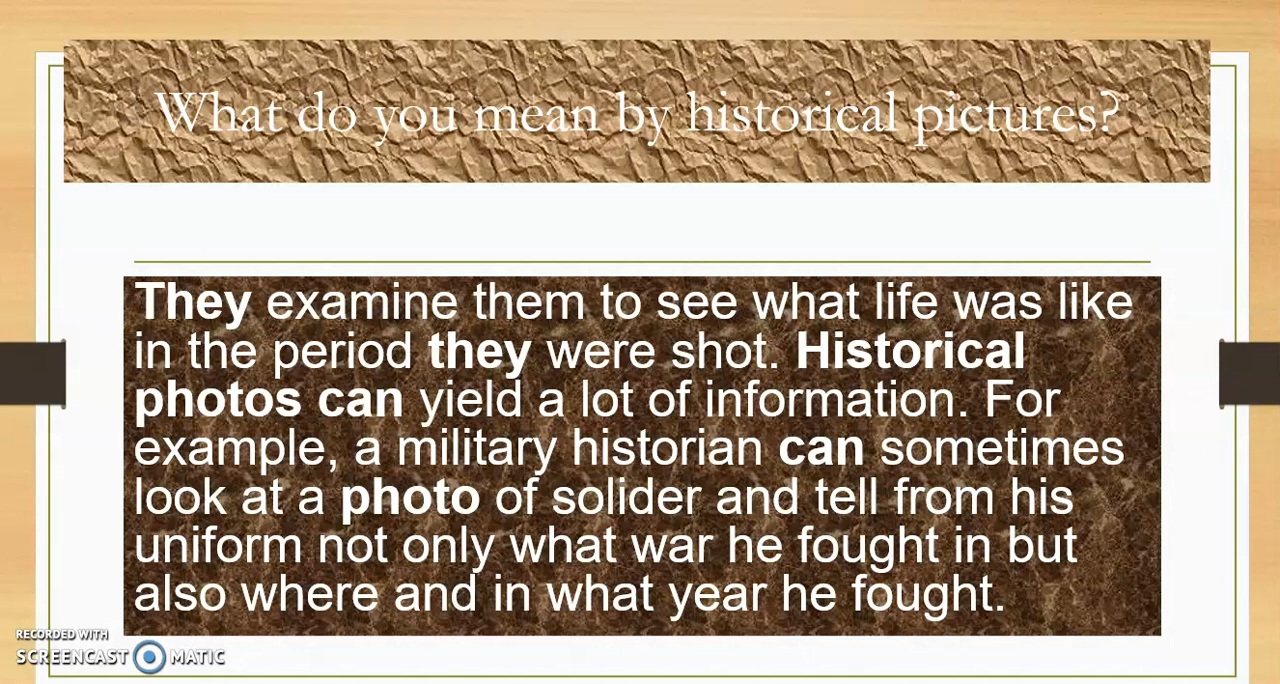 What do you mean by historical pictures?
They examine them to see what life was like
in the period they were shot. Historical
photos can yield a lot of information. For
example, a military historian can sometimes
look at a photo of solider and tell from his
uniform not only what war he fought in but
also where and in what year he fought.
RECORDED WITH
SCREENCAST MATIC